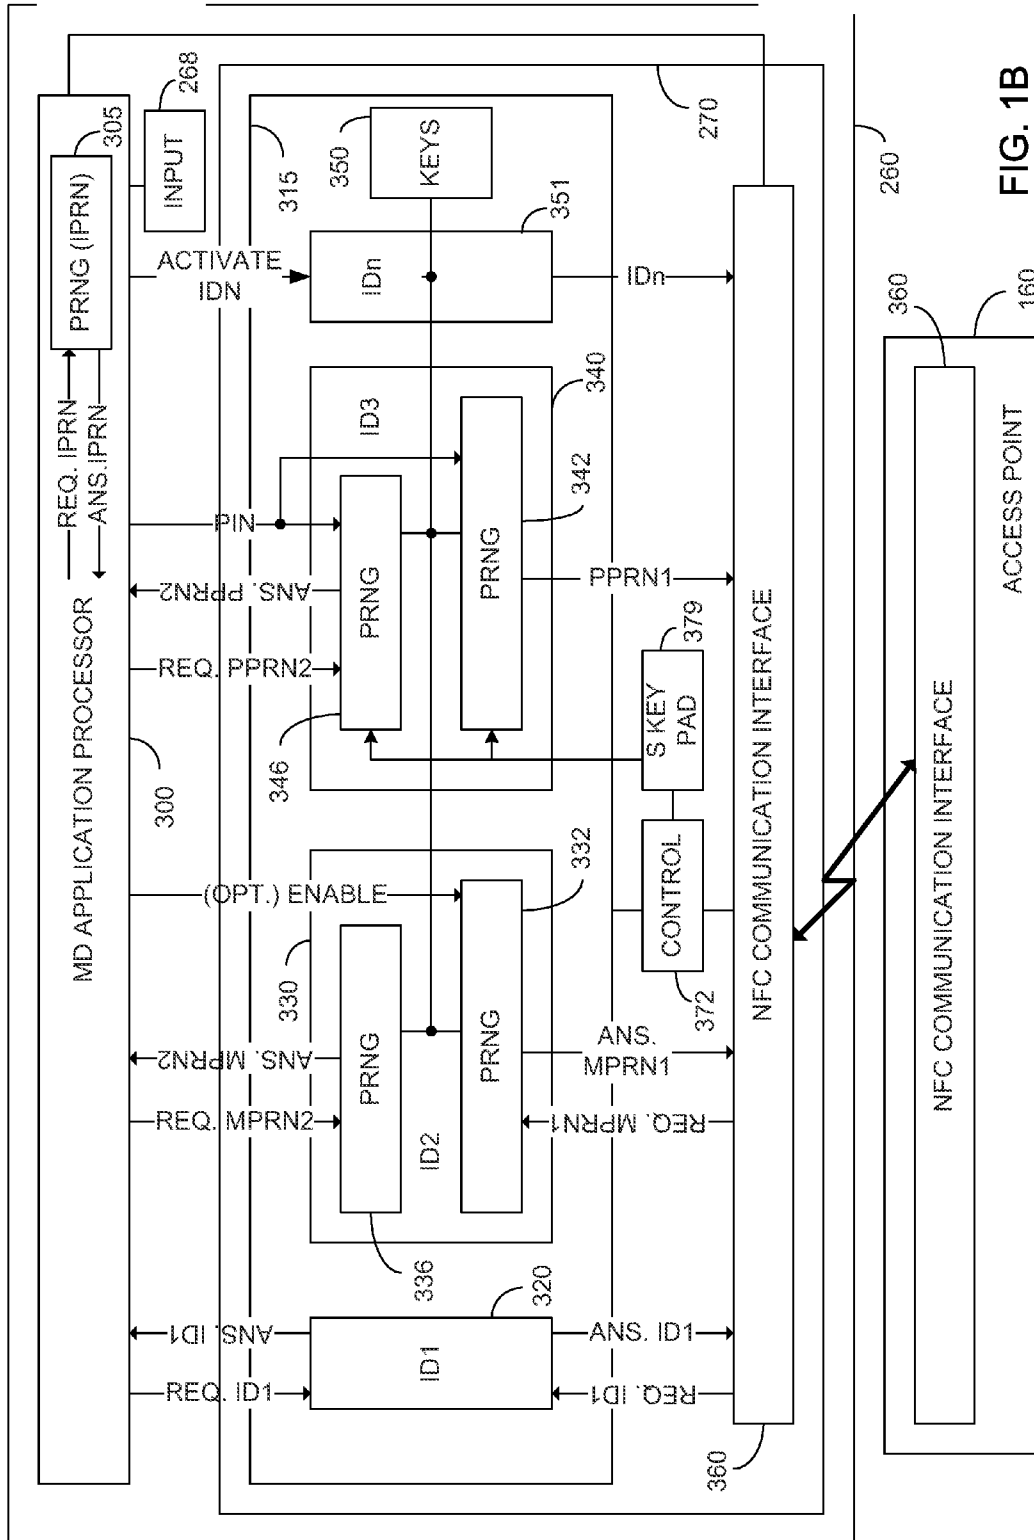 MD APPLICATION PROCESSOR
300
REQ. IPRN
ANS.IPRN
PRNG (IPRN)
305
INPUT
268
REQ. ID1
ANS. ID1
REQ. MPRN2
ANS. MPRN2
(OPT.) ENABLE
REQ. PPRN2
ANS. PPRN2
PIN
ACTIVATE
IDN
315
ID1
320
330
PRNG
336
ID2
PRNG
332
346
PRNG
ID3
PRNG
342
340
IDn
351
KEYS
350
REQ. ID1
ANS. ID1
REQ. MPRN1
ANS.
MPRN1
PPRN1
IDn
CONTROL
372
S KEY
PAD
379
NFC COMMUNICATION INTERFACE
360
270
260
NFC COMMUNICATION INTERFACE
360
ACCESS POINT
160
FIG. 1B